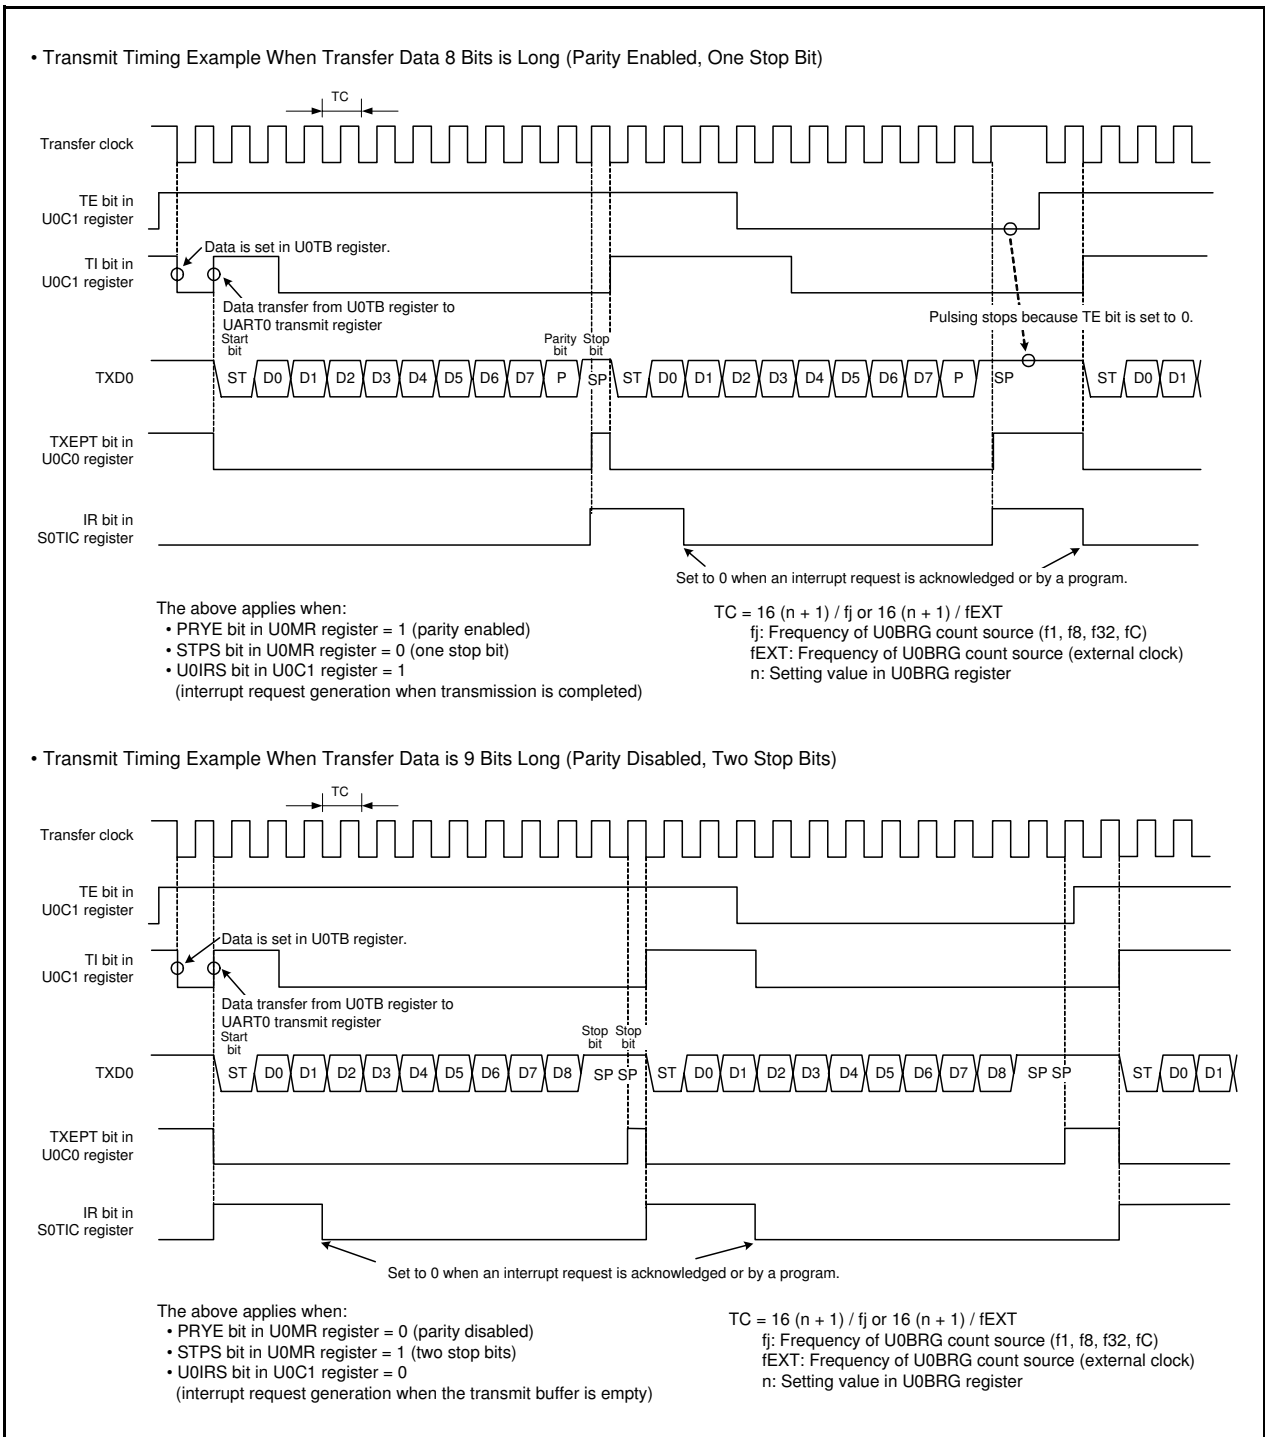 • Transmit Timing Example When Transfer Data 8 Bits is Long (Parity Enabled, One Stop Bit)
TC
Transfer clock
TE bit in
U0C1 register
Data is set in U0TB register.
TI bit in
U0C1 register
Data transfer from U0TB register to
UART0 transmit register
Pulsing stops because TE bit is set to 0.
Start
bit
Parity
bit
Stop
bit
TXD0
ST D0 D1 D2 D3 D4 D5 D6 D7 P SP ST D0 D1 D2 D3 D4 D5 D6 D7 P SP ST D0 D1
TXEPT bit in
U0C0 register
IR bit in
S0TIC register
Set to 0 when an interrupt request is acknowledged or by a program.
The above applies when:
• PRYE bit in U0MR register = 1 (parity enabled)
• STPS bit in U0MR register = 0 (one stop bit)
• U0IRS bit in U0C1 register = 1
(interrupt request generation when transmission is completed)
TC = 16 (n + 1) / fj or 16 (n + 1) / fEXT
fj: Frequency of U0BRG count source (f1, f8, f32, fC)
fEXT: Frequency of U0BRG count source (external clock)
n: Setting value in U0BRG register
• Transmit Timing Example When Transfer Data is 9 Bits Long (Parity Disabled, Two Stop Bits)
TC
Transfer clock
TE bit in
U0C1 register
Data is set in U0TB register.
TI bit in
U0C1 register
Data transfer from U0TB register to
UART0 transmit register
Start
bit
Stop
bit
Stop
bit
TXD0
ST D0 D1 D2 D3 D4 D5 D6 D7 D8 SP SP ST D0 D1 D2 D3 D4 D5 D6 D7 D8 SP SP ST D0 D1
TXEPT bit in
U0C0 register
IR bit in
S0TIC register
Set to 0 when an interrupt request is acknowledged or by a program.
The above applies when:
• PRYE bit in U0MR register = 0 (parity disabled)
• STPS bit in U0MR register = 1 (two stop bits)
• U0IRS bit in U0C1 register = 0
(interrupt request generation when the transmit buffer is empty)
TC = 16 (n + 1) / fj or 16 (n + 1) / fEXT
fj: Frequency of U0BRG count source (f1, f8, f32, fC)
fEXT: Frequency of U0BRG count source (external clock)
n: Setting value in U0BRG register